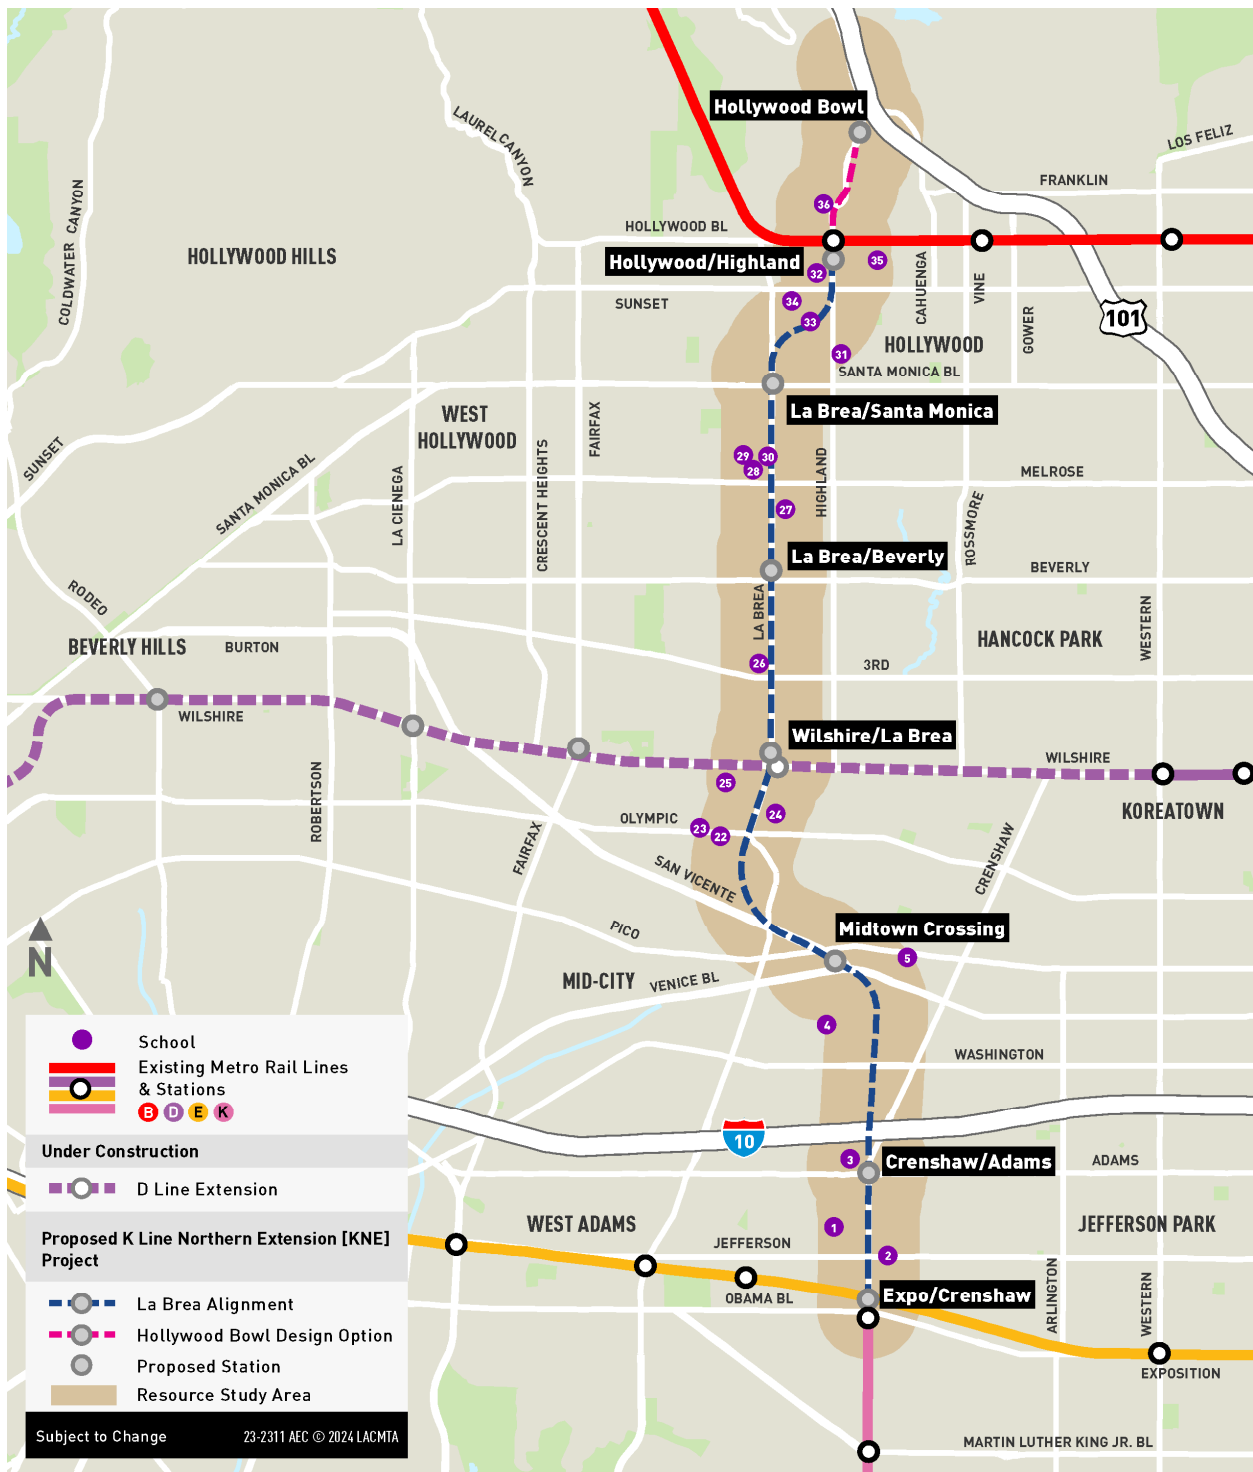 Hollywood Bowl
LAUREL CANYON
LOS FELIZ
FRANKLIN
COLDWATER CANYON
36
HOLLYWOOD BL
HOLLYWOOD HILLS
Hollywood/Highland
35
32
CAHUENGA
VINE
SUNSET
34
33
GOWER
101
HOLLYWOOD
31
SANTA MONICA BL
WEST
HOLLYWOOD
FAIRFAX
La Brea/Santa Monica
SUNSET
SANTA MONICA BL
LA CIENEGA
CRESCENT HEIGHTS
29
30
28
HIGHLAND
MELROSE
27
ROSSMORE
La Brea/Beverly
BEVERLY
RODEO
LA BREA
WESTERN
BEVERLY HILLS
BURTON
HANCOCK PARK
26
3RD
WILSHIRE
Wilshire/La Brea
WILSHIRE
ROBERTSON
25
KOREATOWN
24
OLYMPIC
23
22
FAIRFAX
CRENSHAW
SAN VICENTE
PICO
Midtown Crossing
N
5
MID-CITY
VENICE BL
4
WASHINGTON
10
3
Crenshaw/Adams
ADAMS
WEST ADAMS
1
JEFFERSON PARK
JEFFERSON
2
OBAMA BL
Expo/Crenshaw
ARLINGTON
WESTERN
EXPOSITION
MARTIN LUTHER KING JR. BL
School
Existing Metro Rail Lines
& Stations
B D E K
Under Construction
D Line Extension
Proposed K Line Northern Extension [KNE]
Project
La Brea Alignment
Hollywood Bowl Design Option
Proposed Station
Resource Study Area
Subject to Change
23-2311 AEC © 2024 LACMTA